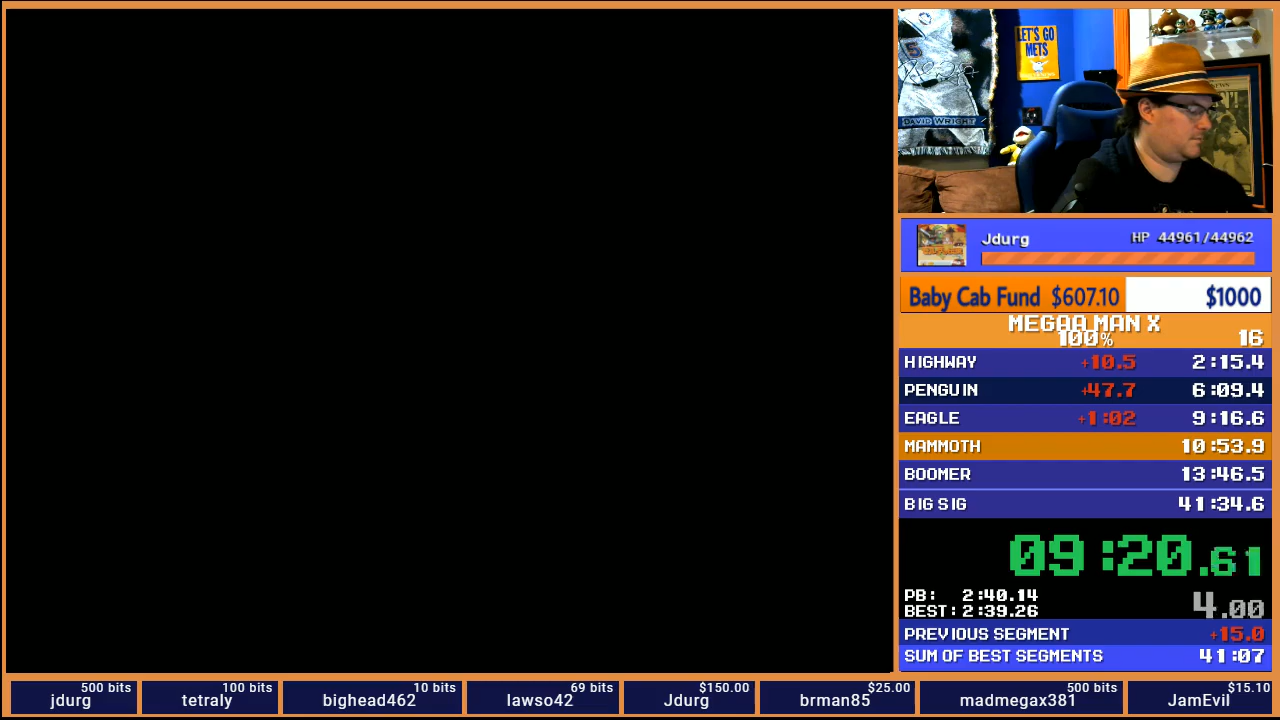 LET'S GO
METS
DAVID WRIGHT
Jdurg HP 44961/44962
Baby Cab Fund $607.10 $1000
MEGAA MAN X
100% 16
HIGHWAY +10.5 2:15.4
PENGUIN +47.7 6:09.4
EAGLE +1:02 9:16.6
MAMMOTH 10:53.9
BOOMER 13:46.5
BIG SIG 41:34.6
09:20.61
PB: 2:40.14
BEST: 2:39.26
4.00
PREVIOUS SEGMENT +15.0
SUM OF BEST SEGMENTS 41:07
500 bits
jdurg
100 bits
tetraly
10 bits
bighead462
69 bits
lawso42
$150.00
Jdurg
$25.00
brman85
500 bits
madmegax381
$15.10
JamEvil